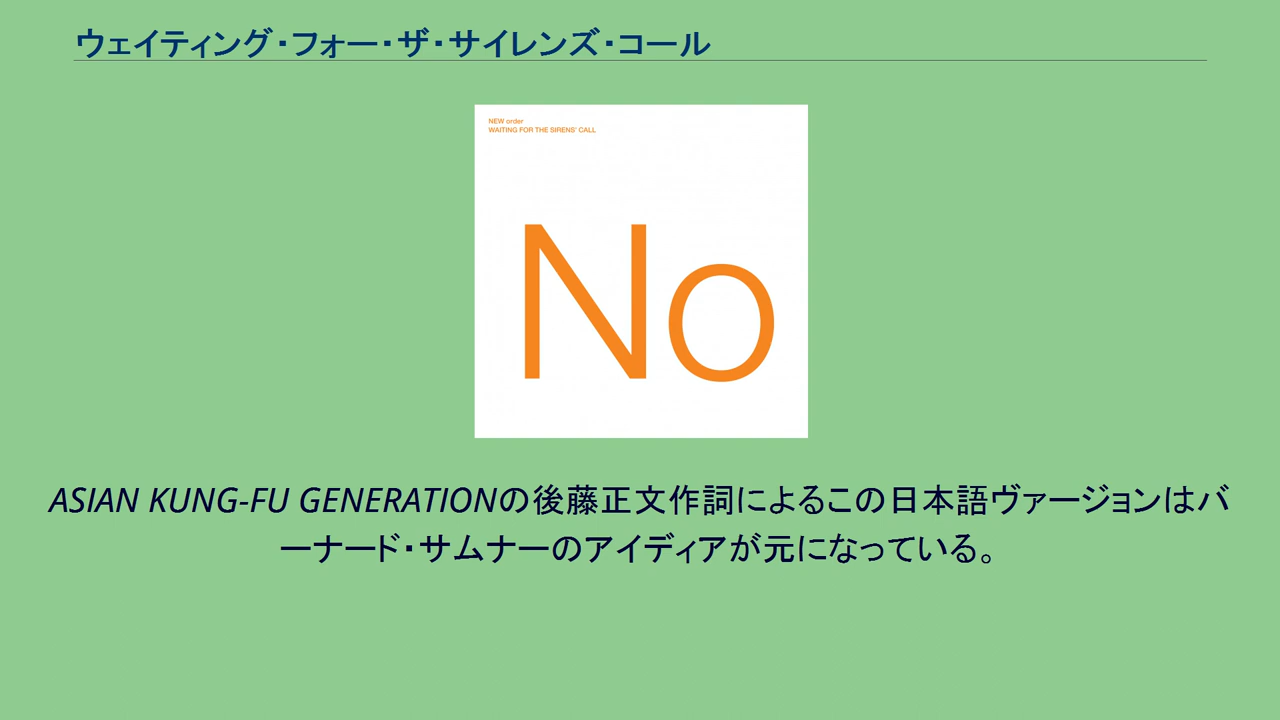 ウェイティング・フォー・ザ・サイレンズ・コール
NEW order
WAITING FOR THE SIRENS' CALL
No
ASIAN KUNG-FU GENERATIONの後藤正文作詞によるこの日本語ヴァージョンはバ
ーナード・サムナーのアイディアが元になっている。